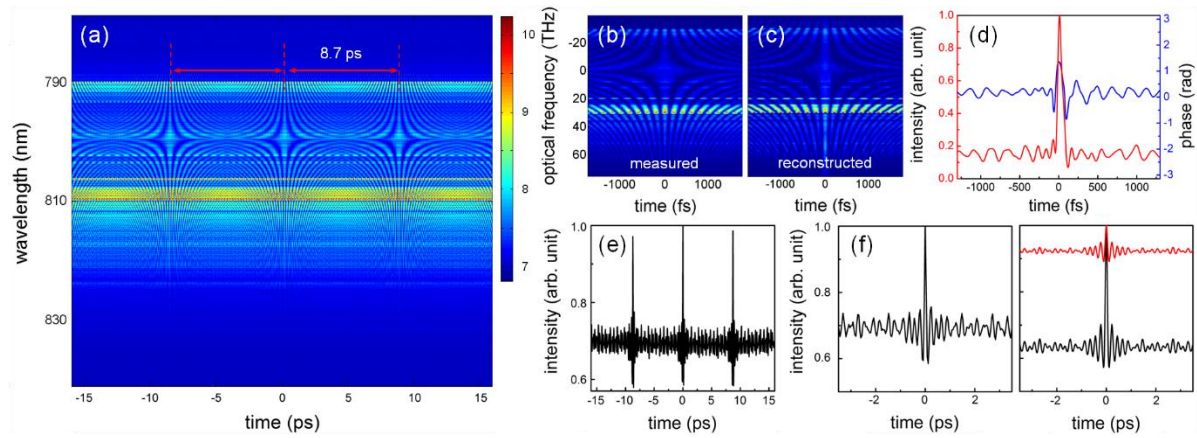 (a)
8.7 ps
790
810
830
wavelength (nm)
-15
-10
-5
0
5
10
15
time (ps)
10
9
8
7
optical frequency (THz)
-20
0
20
40
60
(b)
measured
-1000
0
1000
time (fs)
(c)
reconstructed
-1000
0
1000
time (fs)
(d)
intensity (arb. unit)
1.0
0.8
0.6
0.4
0.2
0.0
3
2
1
0
-1
-2
-3
phase (rad)
-1000
-500
0
500
1000
time (fs)
(e)
intensity (arb. unit)
1.0
0.9
0.8
0.7
0.6
-15
-10
-5
0
5
10
15
time (ps)
(f)
intensity (arb. unit)
1.0
0.8
0.6
-2
0
2
time (ps)
-2
0
2
time (ps)